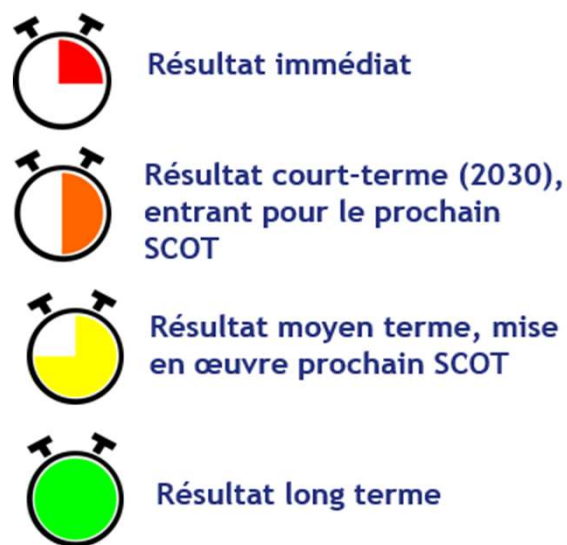 Résultat immédiat
Résultat court-terme (2030),
entrant pour le prochain
SCOT
Résultat moyen terme, mise
en œuvre prochain SCOT
Résultat long terme